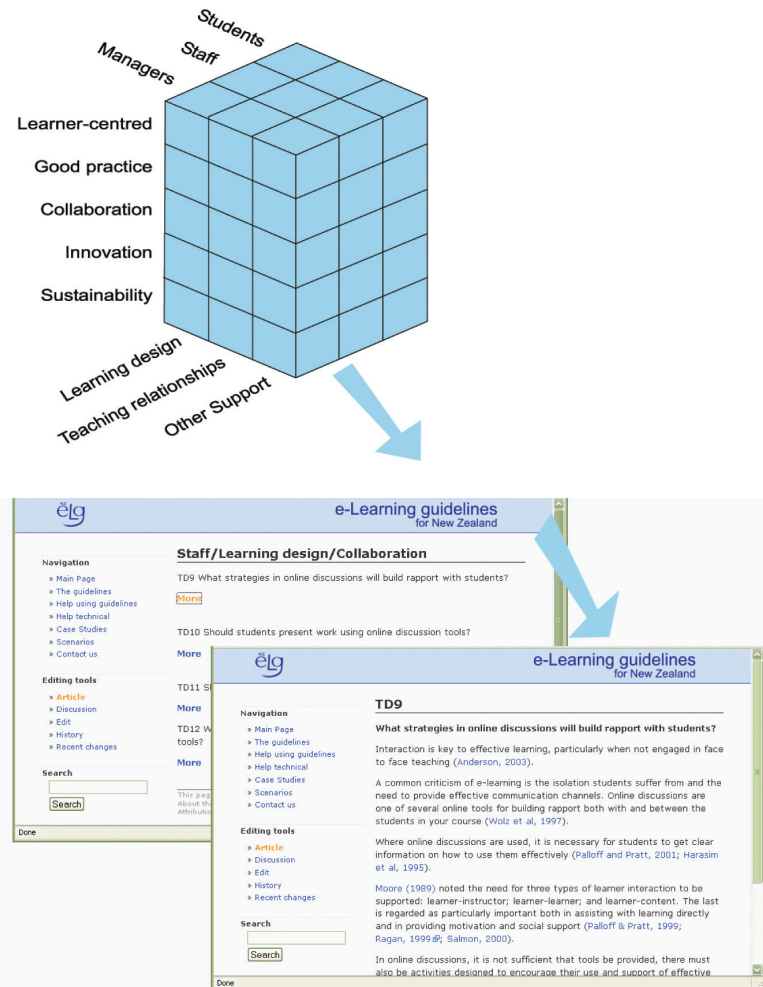 Students
Staff
Managers
Learner-centred
Good practice
Collaboration
Innovation
Sustainability
Learning design
Teaching relationships
Other Support
nz
ëLg
e-Learning guidelines
for New Zealand
Navigation
» Main Page
» The guidelines
» Help using guidelines
» Help technical
» Case Studies
» Scenarios
» Contact us
Editing tools
» Article
» Discussion
» Edit
» History
» Recent changes
Search
Search
Done
Staff/Learning design/Collaboration
TD9 What strategies in online discussions will build rapport with students?
More
TD10 Should students present work using online discussion tools?
More
TD11
More
TD12 W
tools?
More
This pag
About th
Attributio
ëLg
e-Learning guidelines
for New Zealand
Navigation
» Main Page
» The guidelines
» Help using guidelines
» Help technical
» Case Studies
» Scenarios
» Contact us
Editing tools
» Article
» Discussion
» Edit
» History
» Recent changes
Search
Search
Done
TD9
What strategies in online discussions will build rapport with students?
Interaction is key to effective learning, particularly when not engaged in face
to face teaching (Anderson, 2003).
A common criticism of e-learning is the isolation students suffer from and the
need to provide effective communication channels. Online discussions are
one of several online tools for building rapport both with and between the
students in your course (Wolz et al, 1997).
Where online discussions are used, it is necessary for students to get clear
information on how to use them effectively (Palloff and Pratt, 2001; Harasim
et al, 1995).
Moore (1989) noted the need for three types of learner interaction to be
supported: learner-instructor; learner-learner; and learner-content. The last
is regarded as particularly important both in assisting with learning directly
and in providing motivation and social support (Palloff & Pratt, 1999;
Ragan, 1999; Salmon, 2000).
In online discussions, it is not sufficient that tools be provided, there must
also be activities designed to encourage their use and support of effective